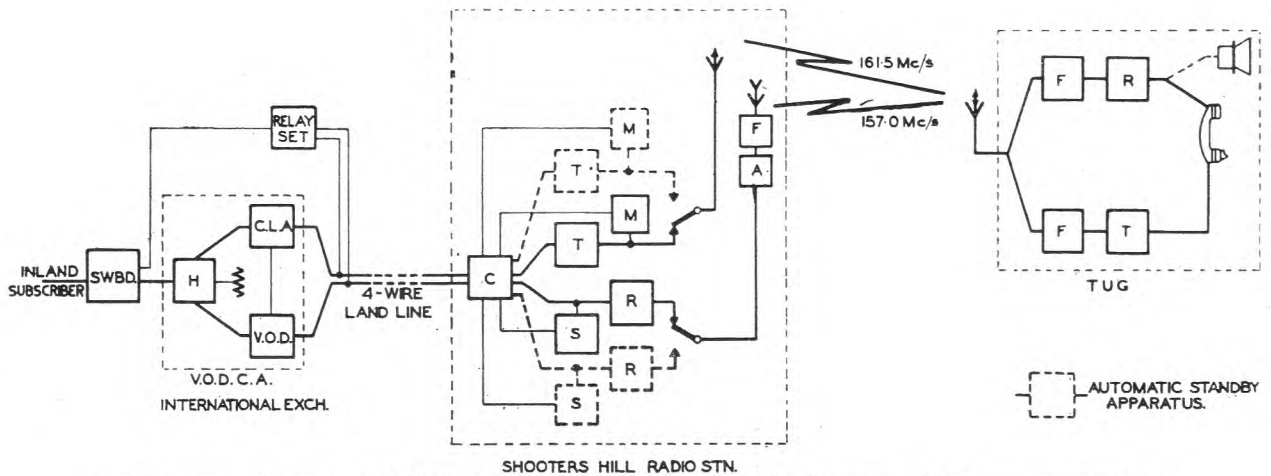 INLAND
SUBSCRIBER
SWBD.
RELAY
SET
H
C.L.A.
V.O.D.
V.O.D.C.A.
INTERNATIONAL EXCH.
4-WIRE
LAND LINE
C
T
M
M
T
R
S
R
S
F
A
SHOOTERS HILL RADIO STN.
161.5 Mc/s
157.0 Mc/s
F
R
F
T
TUG
AUTOMATIC STANDBY
APPARATUS.